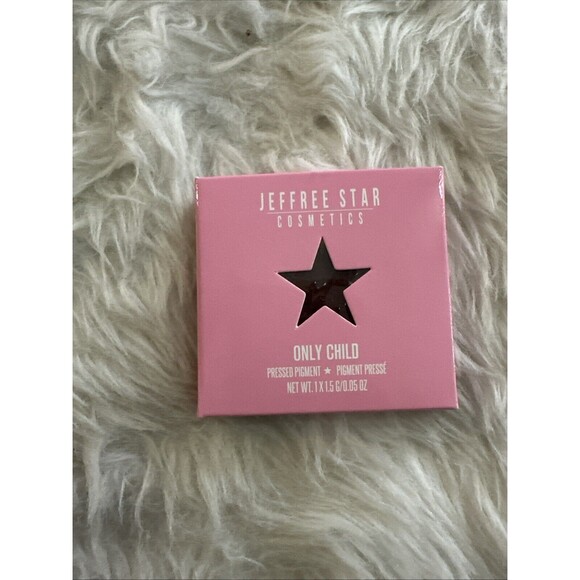 JEFFREE STAR
COSMETICS
ONLY CHILD
PRESSED PIGMENT ★ PIGMENT PRESSÉ
NET WT. 1 X 1.5 G/0.05 OZ